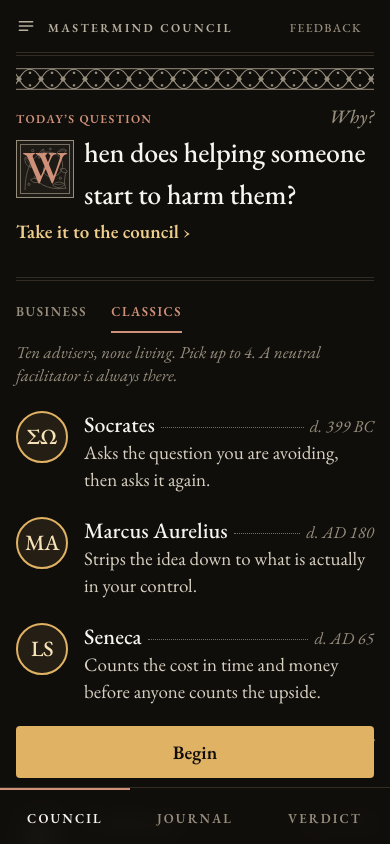 MASTERMIND COUNCIL
FEEDBACK
TODAY'S QUESTION
Why?
When does helping someone
start to harm them?
Take it to the council ›
BUSINESS
CLASSICS
Ten advisers, none living. Pick up to 4. A neutral
facilitator is always there.
ΣΩ
Socrates
d. 399 BC
Asks the question you are avoiding,
then asks it again.
MA
Marcus Aurelius
d. AD 180
Strips the idea down to what is actually
in your control.
LS
Seneca
d. AD 65
Counts the cost in time and money
before anyone counts the upside.
Begin
COUNCIL
JOURNAL
VERDICT